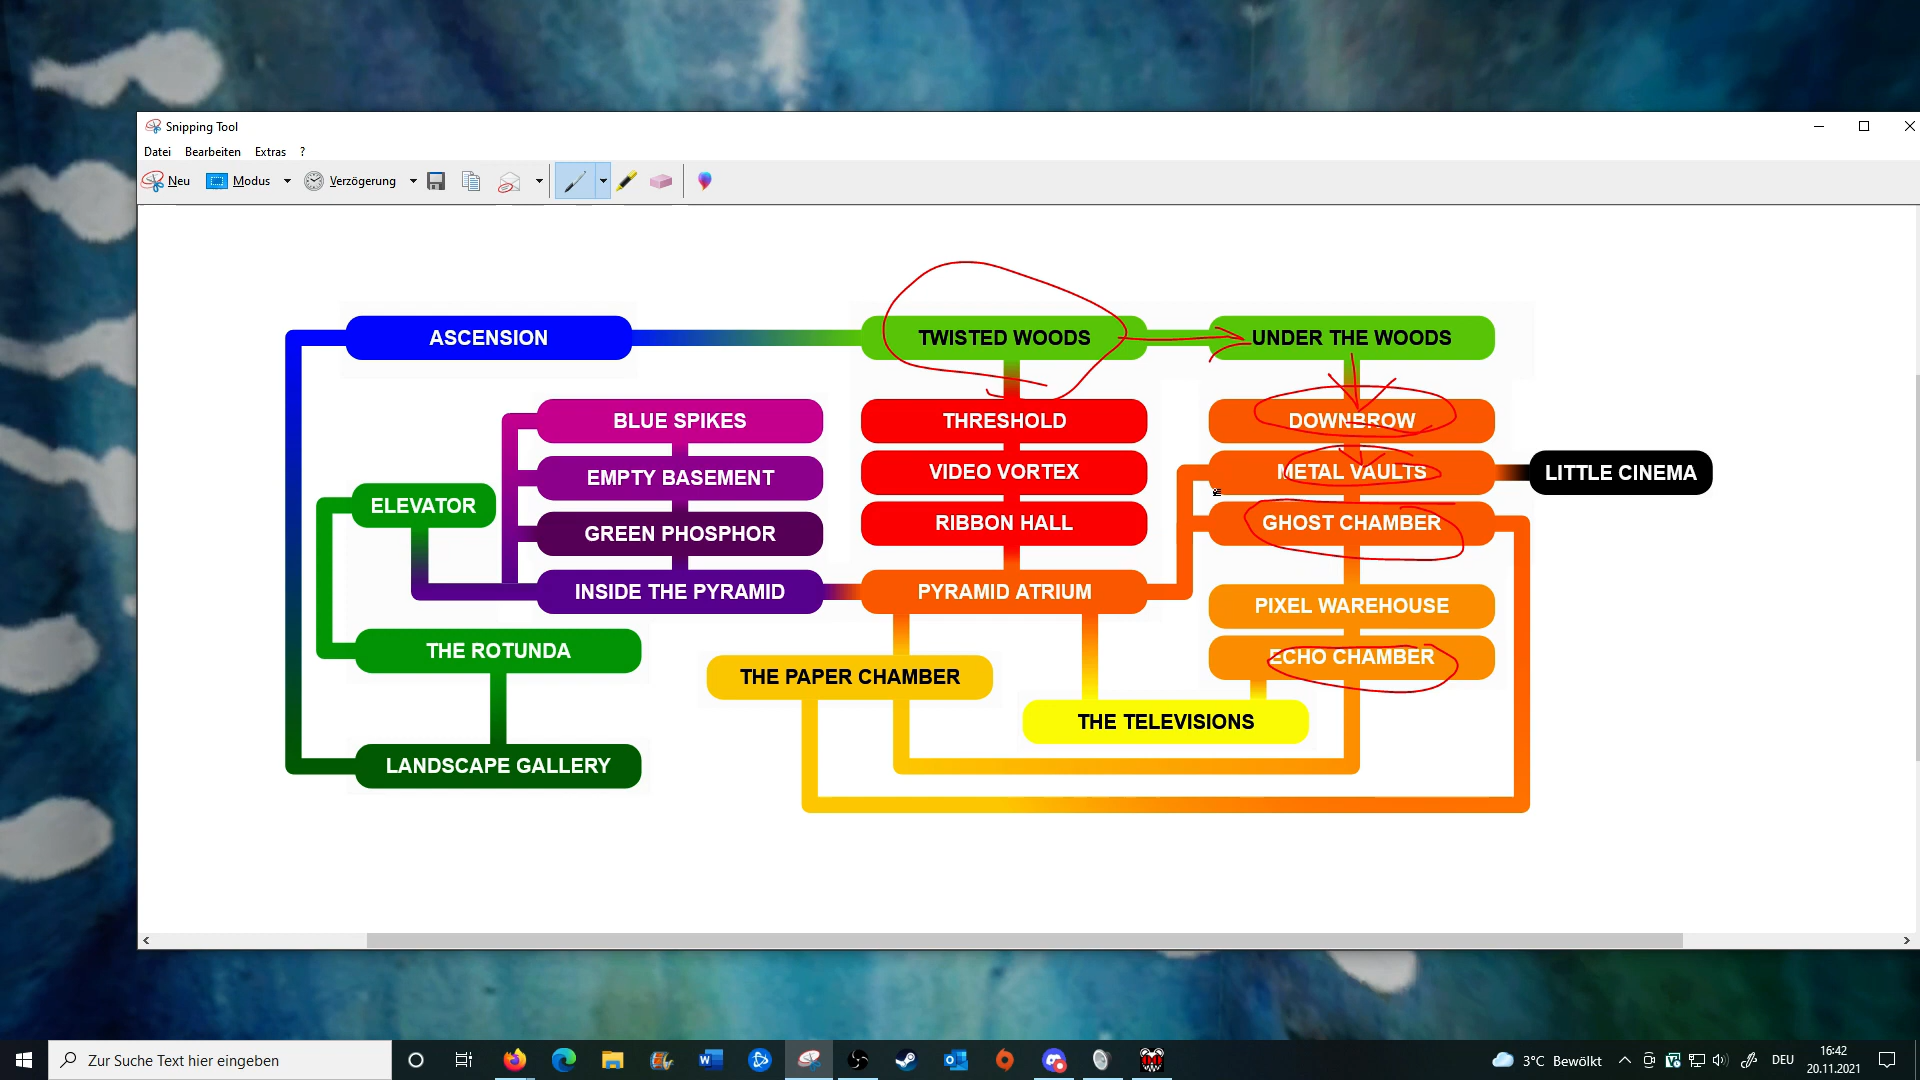 Snipping Tool
Datei Bearbeiten Extras ?
Neu Modus Verzögerung
ASCENSION
TWISTED WOODS
UNDER THE WOODS
BLUE SPIKES
THRESHOLD
DOWNBROW
EMPTY BASEMENT
VIDEO VORTEX
METAL VAULTS
LITTLE CINEMA
ELEVATOR
GREEN PHOSPHOR
RIBBON HALL
GHOST CHAMBER
INSIDE THE PYRAMID
PYRAMID ATRIUM
PIXEL WAREHOUSE
THE ROTUNDA
ECHO CHAMBER
THE PAPER CHAMBER
THE TELEVISIONS
LANDSCAPE GALLERY
Zur Suche Text hier eingeben
3°C Bewölkt
DEU
16:42
20.11.2021